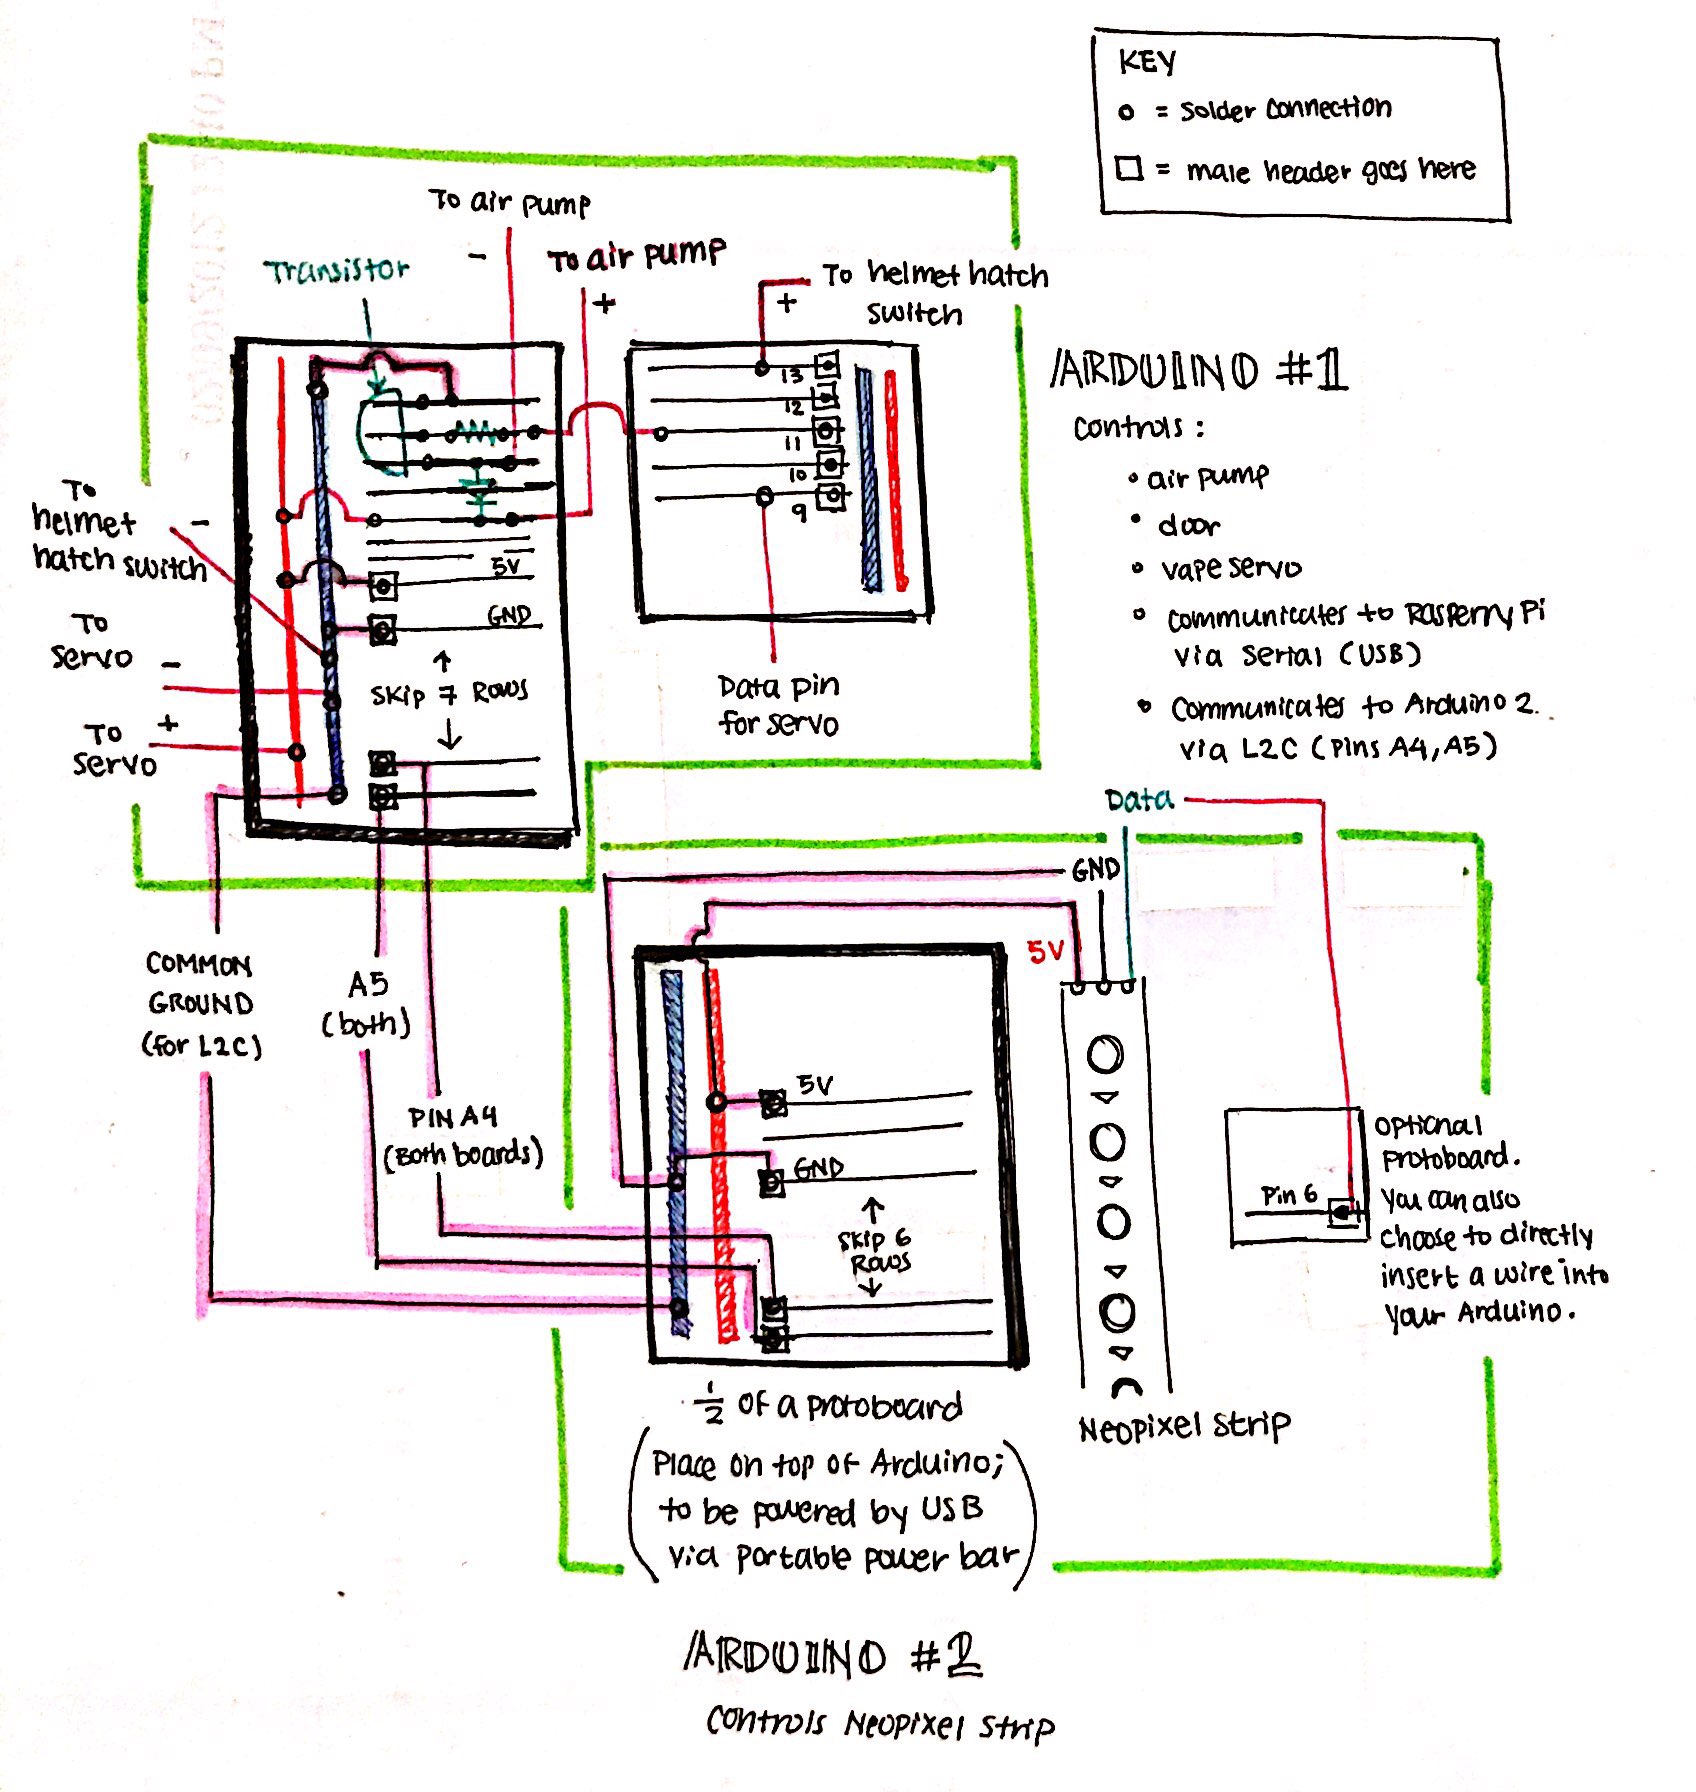 KEY
o = solder connection
□ = male header goes here
To air pump
-
To air pump
+
Transistor
To helmet hatch
switch
+
13
12
11
10
9
Data pin
for servo
To
helmet
hatch switch
-
To
servo
-
To
servo
+
5V
GND
Skip 7 Rows
ARDUINO #1
Controls:
• air pump
• door
• vape servo
• communicates to Rasperry Pi
via Serial (USB)
• Communicates to Arduino 2.
via L2C (pins A4, A5)
COMMON
GROUND
(for L2C)
A5
(both)
PIN A4
(Both boards)
Data
GND
5V
5V
GND
Skip 6
Rows
Pin 6
optional
protoboard.
You can also
choose to directly
insert a wire into
your Arduino.
Neopixel Strip
1/2 of a protoboard
(Place on top of Arduino;
to be powered by USB
via portable power bar)
ARDUINO #2
Controls Neopixel Strip